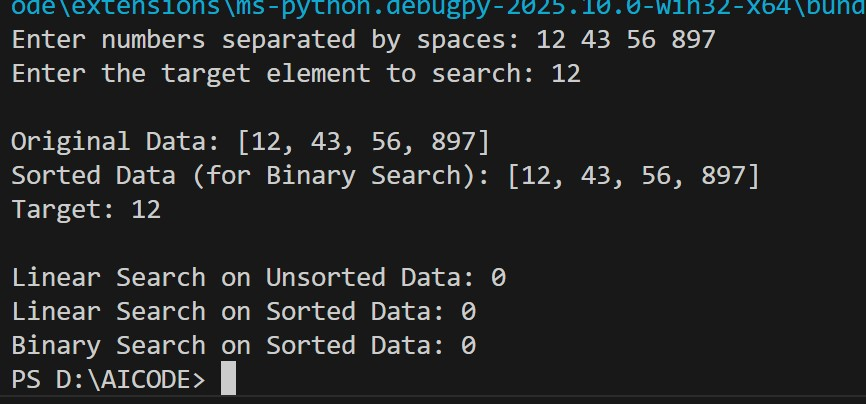 ode\extensions\ms-python.debugpy-2025.10.0-win32-x64\bund
Enter numbers separated by spaces: 12 43 56 897
Enter the target element to search: 12
Original Data: [12, 43, 56, 897]
Sorted Data (for Binary Search): [12, 43, 56, 897]
Target: 12
Linear Search on Unsorted Data: 0
Linear Search on Sorted Data: 0
Binary Search on Sorted Data: 0
PS D:\AICODE>